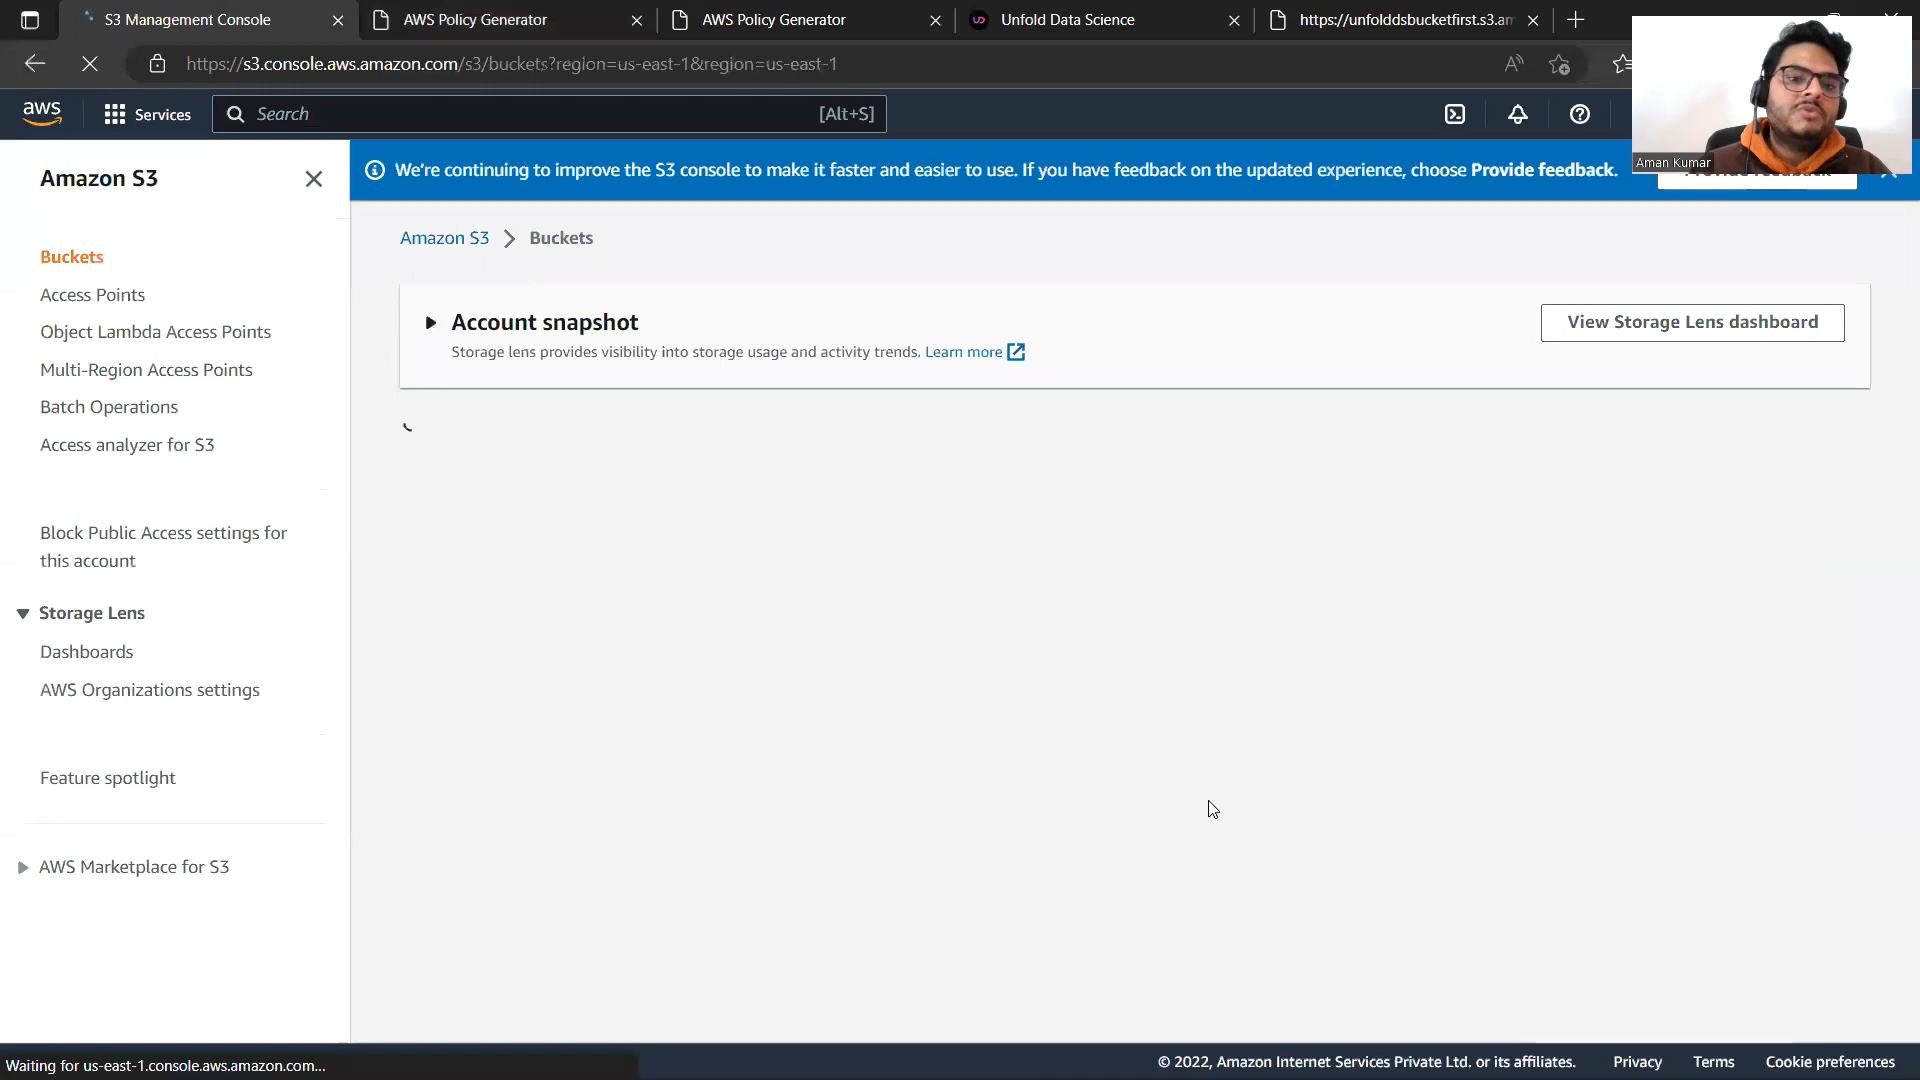 S3 Management Console
AWS Policy Generator
AWS Policy Generator
Unfold Data Science
https://unfolddsbucketfirst.s3.am
https://s3.console.aws.amazon.com/s3/buckets?region=us-east-1&region=us-east-1
aws
Services
Search
[Alt+S]
Aman Kumar
Amazon S3
We're continuing to improve the S3 console to make it faster and easier to use. If you have feedback on the updated experience, choose Provide feedback.
Provide feedback
Amazon S3
Buckets
Buckets
Access Points
Object Lambda Access Points
Multi-Region Access Points
Batch Operations
Access analyzer for S3
Block Public Access settings for
this account
Storage Lens
Dashboards
AWS Organizations settings
Feature spotlight
AWS Marketplace for S3
Account snapshot
Storage lens provides visibility into storage usage and activity trends. Learn more
View Storage Lens dashboard
Waiting for us-east-1.console.aws.amazon.com...
© 2022, Amazon Internet Services Private Ltd. or its affiliates.
Privacy
Terms
Cookie preferences